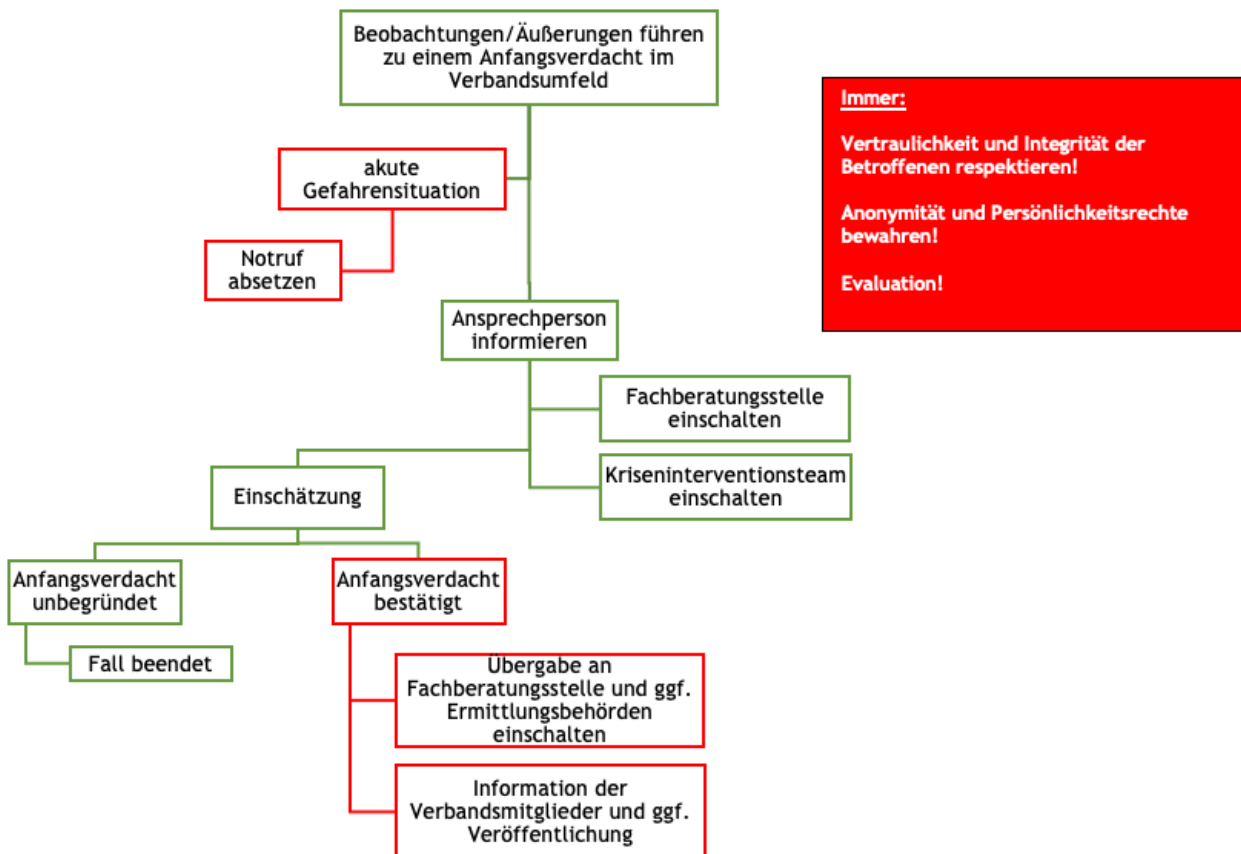 Beobachtungen/Äußerungen führen
zu einem Anfangsverdacht im
Verbandsumfeld
Immer:
Vertraulichkeit und Integrität der
Betroffenen respektieren!
Anonymität und Persönlichkeitsrechte
bewahren!
Evaluation!
akute
Gefahrensituation
Notruf
absetzen
Ansprechperson
informieren
Fachberatungsstelle
einschalten
Kriseninterventionsteam
einschalten
Einschätzung
Anfangsverdacht
unbegründet
Fall beendet
Anfangsverdacht
bestätigt
Übergabe an
Fachberatungsstelle und ggf.
Ermittlungsbehörden
einschalten
Information der
Verbandsmitglieder und ggf.
Veröffentlichung